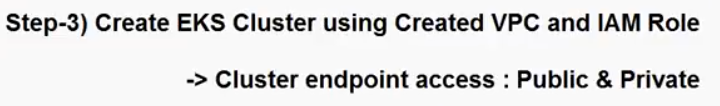 Step-3) Create EKS Cluster using Created VPC and IAM Role
-> Cluster endpoint access : Public & Private